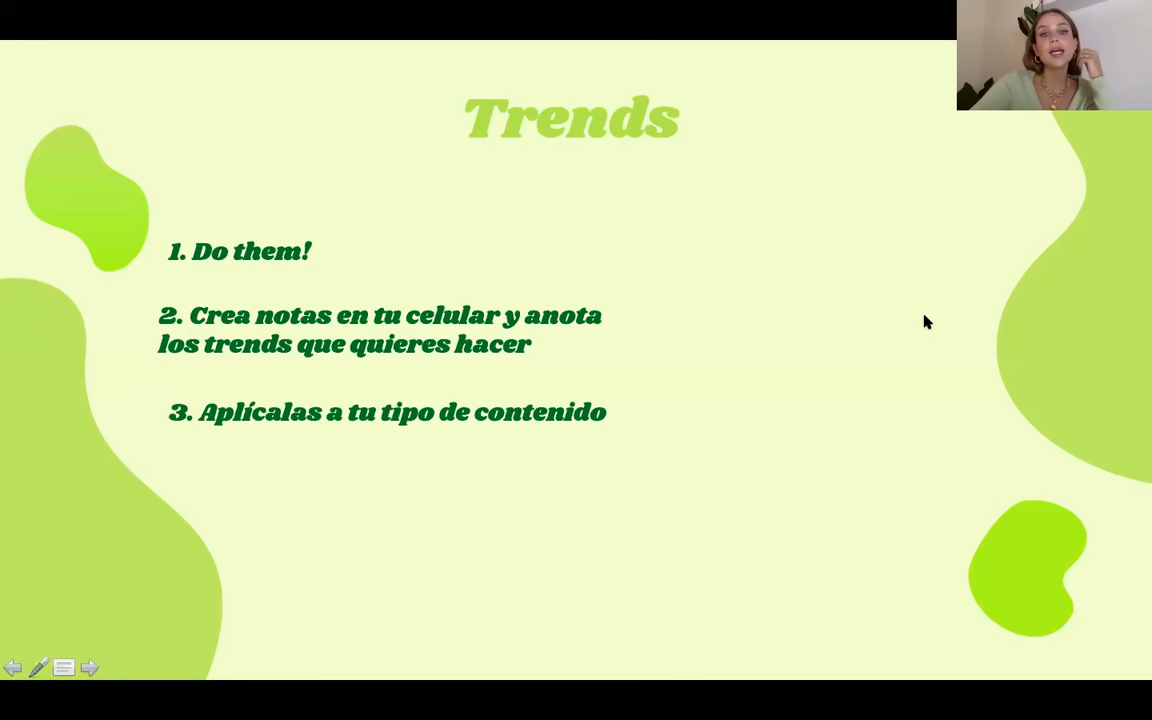 Trends
1. Do them!
2. Crea notas en tu celular y anota
los trends que quieres hacer
3. Aplícalas a tu tipo de contenido